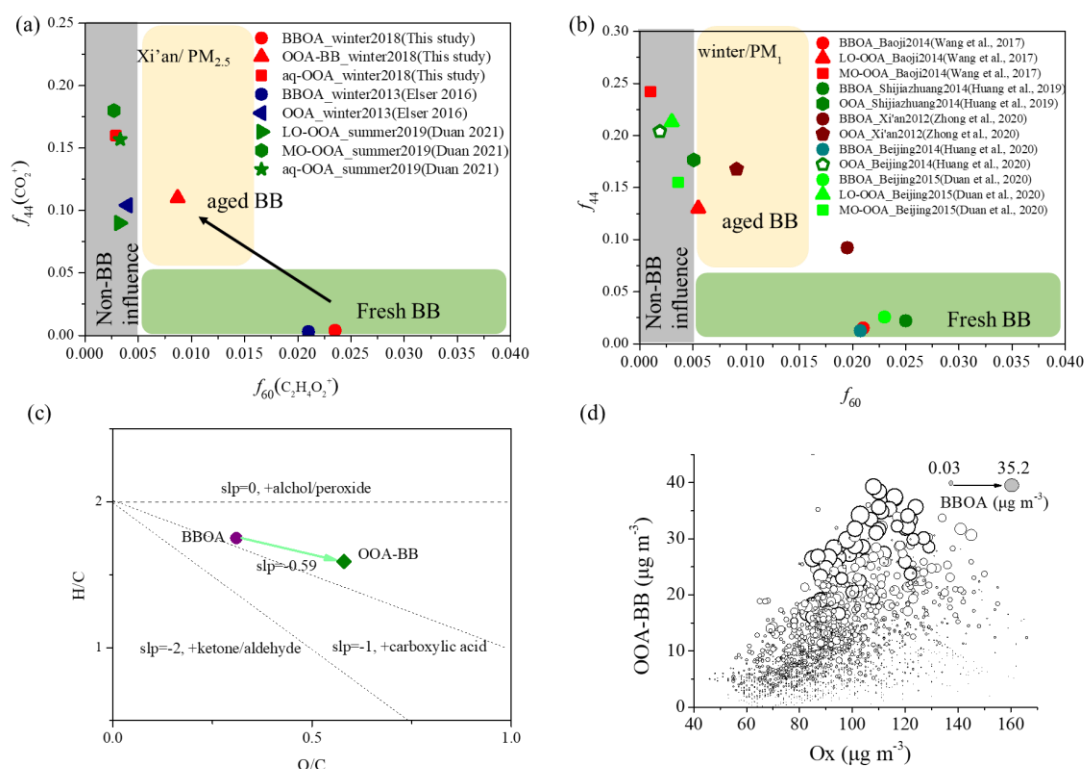 (a)
0.25
0.20
0.15
0.10
0.05
0.00
f44(CO2+)
Xi'an/ PM2.5
BBOA_winter2018(This study)
OOA-BB_winter2018(This study)
aq-OOA_winter2018(This study)
BBOA_winter2013(Elser 2016)
OOA_winter2013(Elser 2016)
LO-OOA_summer2019(Duan 2021)
MO-OOA_summer2019(Duan 2021)
aq-OOA_summer2019(Duan 2021)
aged BB
Non-BB
influence
Fresh BB
0.000 0.005 0.010 0.015 0.020 0.025 0.030 0.035 0.040
f60(C2H4O2+)
(b)
0.30
0.25
0.20
0.15
0.10
0.05
0.00
f44
winter/PM1
BBOA_Baoji2014(Wang et al., 2017)
LO-OOA_Baoji2014(Wang et al., 2017)
MO-OOA_Baoji2014(Wang et al., 2017)
BBOA_Shijiazhuang2014(Huang et al., 2019)
OOA_Shijiazhuang2014(Huang et al., 2019)
BBOA_Xi'an2012(Zhong et al., 2020)
OOA_Xi'an2012(Zhong et al., 2020)
BBOA_Beijing2014(Huang et al., 2020)
OOA_Beijing2014(Huang et al., 2020)
BBOA_Beijing2015(Duan et al., 2020)
LO-OOA_Beijing2015(Duan et al., 2020)
MO-OOA_Beijing2015(Duan et al., 2020)
aged BB
Non-BB
influence
Fresh BB
0.000 0.005 0.010 0.015 0.020 0.025 0.030 0.035 0.040
f60
(c)
2
1
H/C
slp=0, +alchol/peroxide
BBOA
OOA-BB
slp=-0.59
slp=-2, +ketone/aldehyde
slp=-1, +carboxylic acid
0.0 0.5 1.0
O/C
(d)
45
40
35
30
25
20
15
10
5
0
OOA-BB (μg m-3)
0.03 35.2
BBOA (μg m-3)
40 60 80 100 120 140 160
Ox (μg m-3)